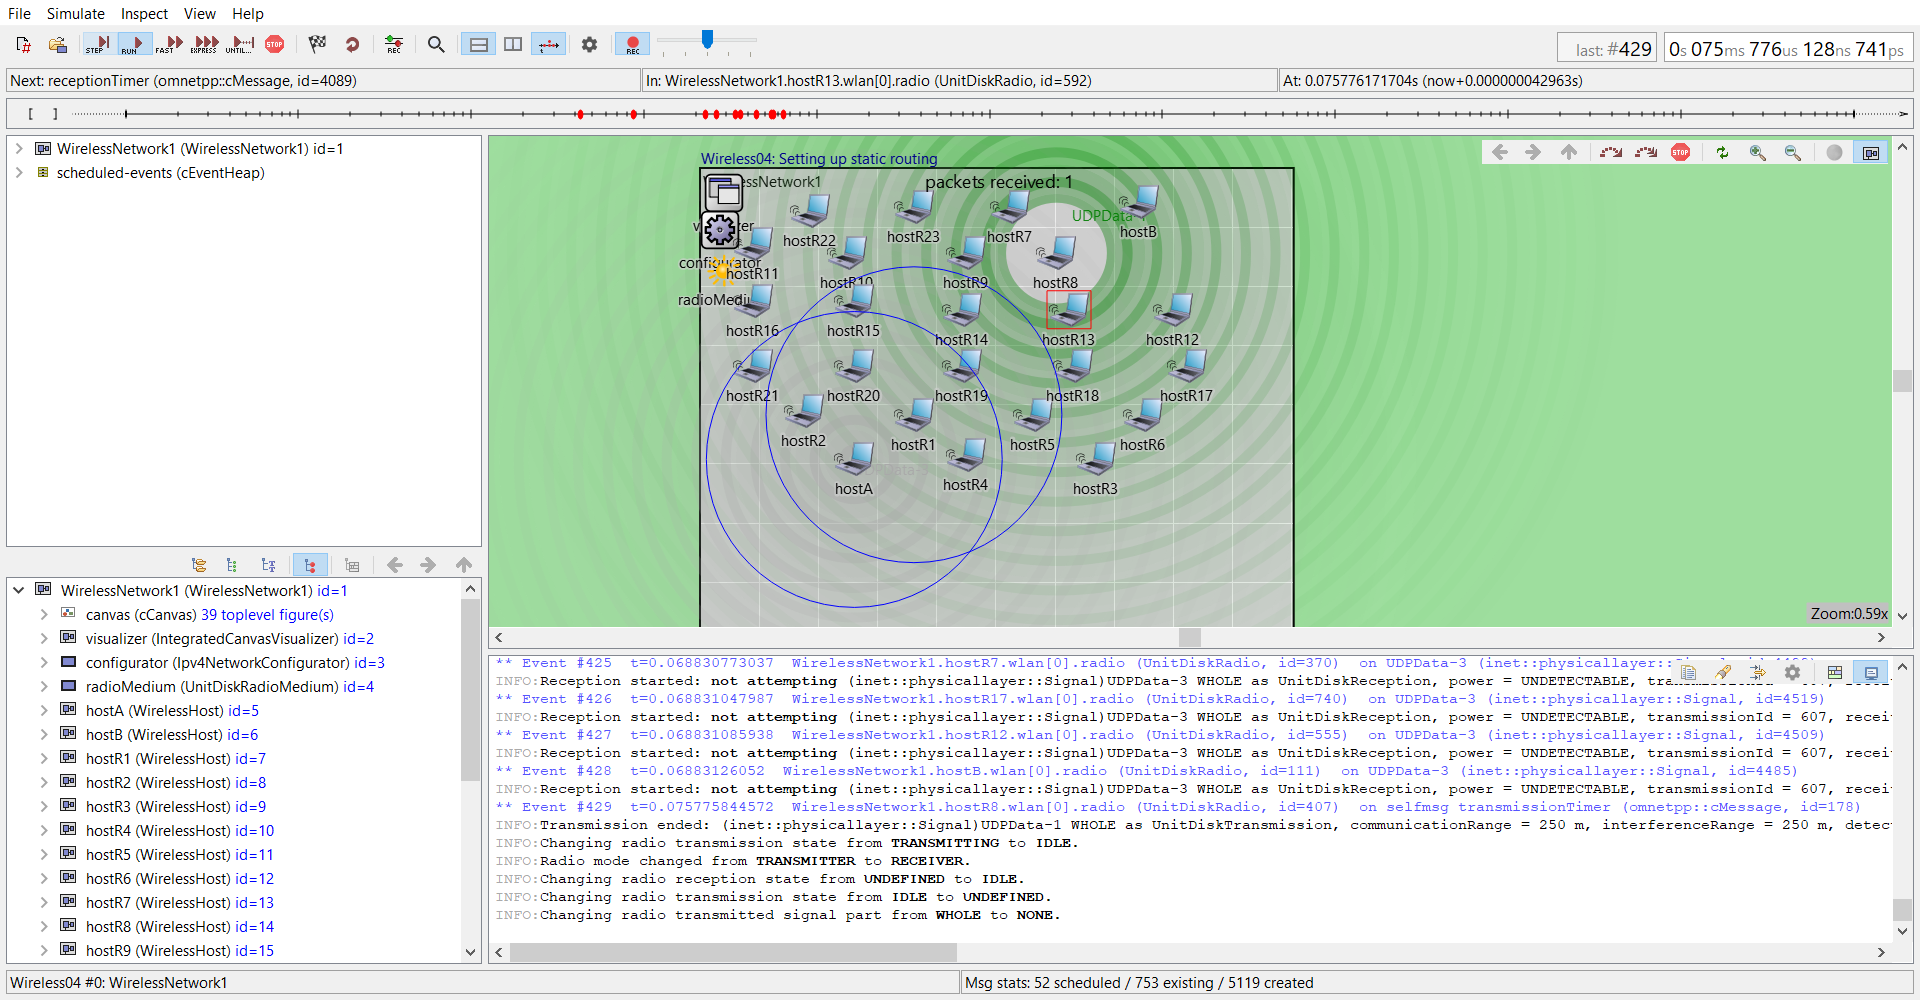 File Simulate Inspect View Help
STEP RUN FAST EXPRESS UNTIL... STOP REC REC
last: #429 0s 075ms 776us 128ns 741ps
Next: receptionTimer (omnetpp::cMessage, id=4089) In: WirelessNetwork1.hostR13.wlan[0].radio (UnitDiskRadio, id=592) At: 0.075776171704s (now+0.000000042963s)
[ ]
WirelessNetwork1 (WirelessNetwork1) id=1
scheduled-events (cEventHeap)
WirelessNetwork1 (WirelessNetwork1) id=1
canvas (cCanvas) 39 toplevel figure(s)
visualizer (IntegratedCanvasVisualizer) id=2
configurator (Ipv4NetworkConfigurator) id=3
radioMedium (UnitDiskRadioMedium) id=4
hostA (WirelessHost) id=5
hostB (WirelessHost) id=6
hostR1 (WirelessHost) id=7
hostR2 (WirelessHost) id=8
hostR3 (WirelessHost) id=9
hostR4 (WirelessHost) id=10
hostR5 (WirelessHost) id=11
hostR6 (WirelessHost) id=12
hostR7 (WirelessHost) id=13
hostR8 (WirelessHost) id=14
hostR9 (WirelessHost) id=15
Wireless04: Setting up static routing
STOP
packets received: 1
UDPData
hostB
hostR22 hostR23 hostR7
configurator
hostR11 hostR10 hostR9 hostR8
hostR16 hostR15 hostR14 hostR13 hostR12
hostR21 hostR20 hostR19 hostR18 hostR17
hostR2 hostR1 hostR5 hostR6
hostA hostR4 hostR3
Zoom:0.59x
** Event #425 t=0.068830773037 WirelessNetwork1.hostR7.wlan[0].radio (UnitDiskRadio, id=370) on UDPData-3 (inet::physicallayer::
INFO:Reception started: not attempting (inet::physicallayer::Signal)UDPData-3 WHOLE as UnitDiskReception, power = UNDETECTABLE,
** Event #426 t=0.068831047987 WirelessNetwork1.hostR17.wlan[0].radio (UnitDiskRadio, id=740) on UDPData-3 (inet::physicallayer::Signal, id=4519)
INFO:Reception started: not attempting (inet::physicallayer::Signal)UDPData-3 WHOLE as UnitDiskReception, power = UNDETECTABLE, transmissionId = 607, recei
** Event #427 t=0.068831085938 WirelessNetwork1.hostR12.wlan[0].radio (UnitDiskRadio, id=555) on UDPData-3 (inet::physicallayer::Signal, id=4509)
INFO:Reception started: not attempting (inet::physicallayer::Signal)UDPData-3 WHOLE as UnitDiskReception, power = UNDETECTABLE, transmissionId = 607, recei
** Event #428 t=0.06883126052 WirelessNetwork1.hostB.wlan[0].radio (UnitDiskRadio, id=111) on UDPData-3 (inet::physicallayer::Signal, id=4485)
INFO:Reception started: not attempting (inet::physicallayer::Signal)UDPData-3 WHOLE as UnitDiskReception, power = UNDETECTABLE, transmissionId = 607, recei
** Event #429 t=0.075775844572 WirelessNetwork1.hostR8.wlan[0].radio (UnitDiskRadio, id=407) on selfmsg transmissionTimer (omnetpp::cMessage, id=178)
INFO:Transmission ended: (inet::physicallayer::Signal)UDPData-1 WHOLE as UnitDiskTransmission, communicationRange = 250 m, interferenceRange = 250 m, detec
INFO:Changing radio transmission state from TRANSMITTING to IDLE.
INFO:Radio mode changed from TRANSMITTER to RECEIVER.
INFO:Changing radio reception state from UNDEFINED to IDLE.
INFO:Changing radio transmission state from IDLE to UNDEFINED.
INFO:Changing radio transmitted signal part from WHOLE to NONE.
Wireless04 #0: WirelessNetwork1 Msg stats: 52 scheduled / 753 existing / 5119 created